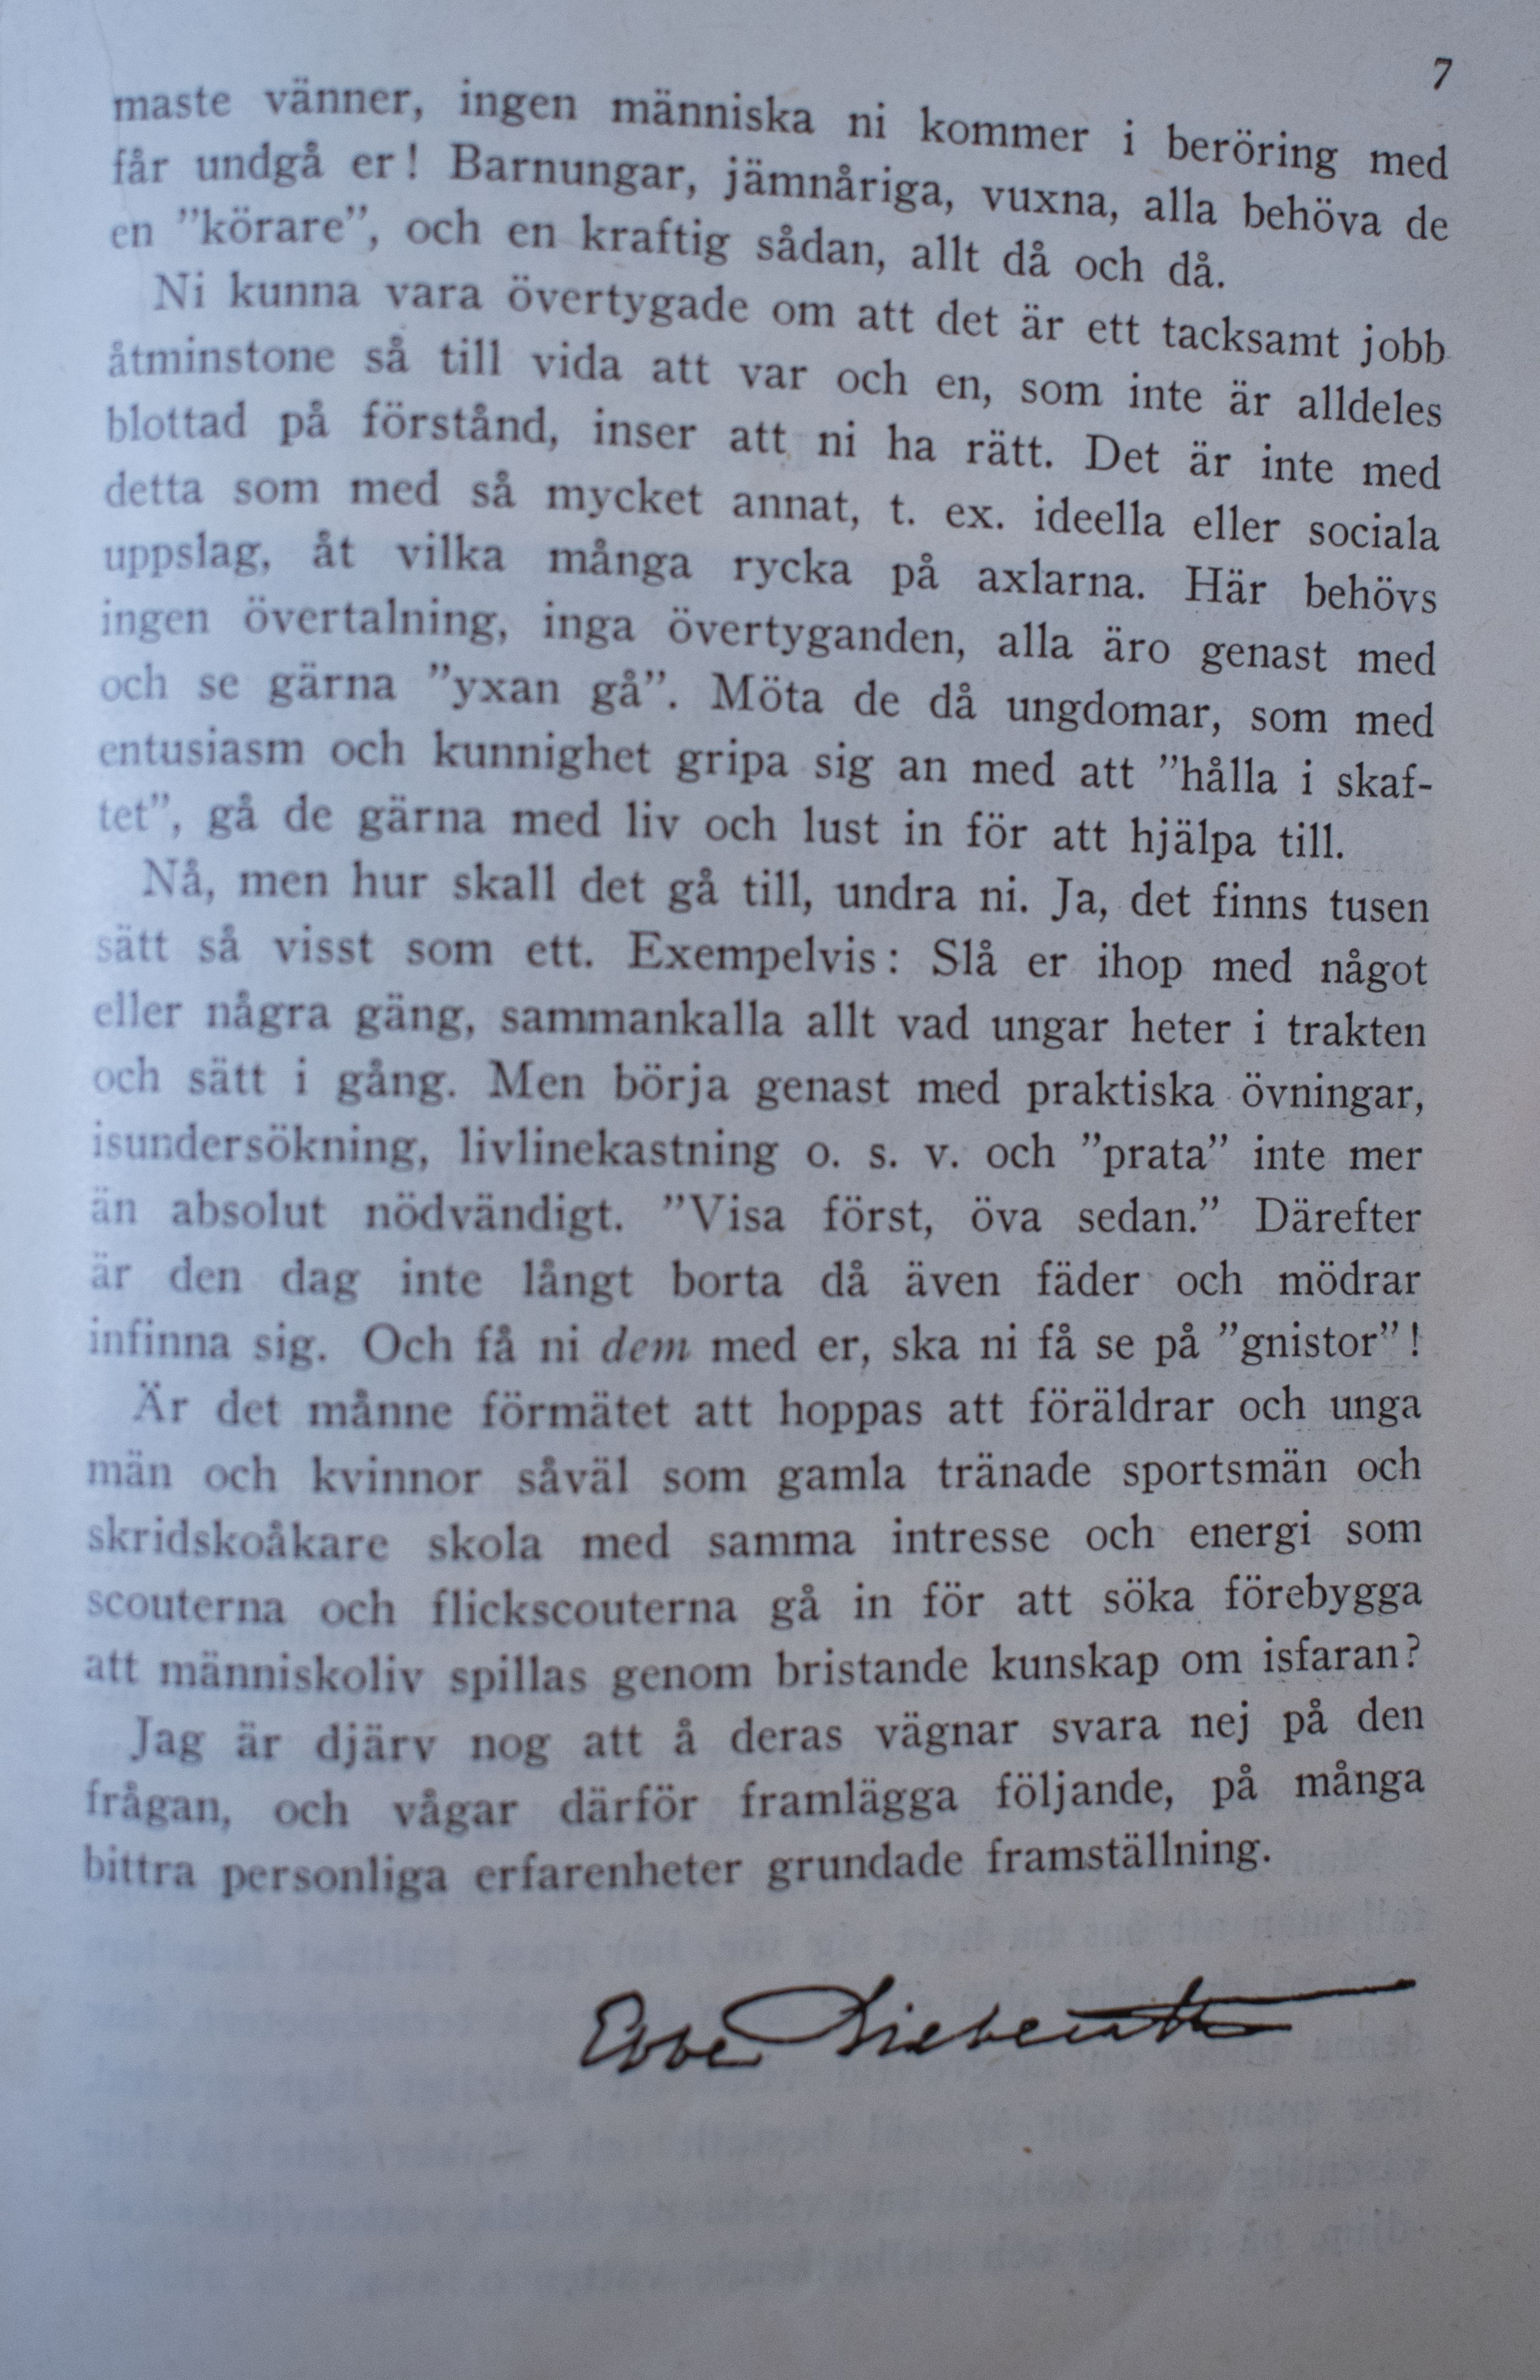 7
maste vänner, ingen människa ni kommer i beröring med
får undgå er! Barnungar, jämnåriga, vuxna, alla behöva de
en ”körare”, och en kraftig sådan, allt då och då.
Ni kunna vara övertygade om att det är ett tacksamt jobb
åtminstone så till vida att var och en, som inte är alldeles
blottad på förstånd, inser att ni ha rätt. Det är inte med
detta som med så mycket annat, t. ex. ideella eller sociala
uppslag, åt vilka många rycka på axlarna. Här behövs
ingen övertalning, inga övertyganden, alla äro genast med
och se gärna ”yxan gå”. Möta de då ungdomar, som med
entusiasm och kunnighet gripa sig an med att ”hålla i skaf-
tet”, gå de gärna med liv och lust in för att hjälpa till.
Nå, men hur skall det gå till, undra ni. Ja, det finns tusen
sätt så visst som ett. Exempelvis: Slå er ihop med något
eller några gäng, sammankalla allt vad ungar heter i trakten
och sätt i gång. Men börja genast med praktiska övningar,
isundersökning, livlinekastning o. s. v. och ”prata” inte mer
än absolut nödvändigt. ”Visa först, öva sedan.” Därefter
är den dag inte långt borta då även fäder och mödrar
infinna sig. Och få ni dem med er, ska ni få se på ”gnistor”!
Är det månne förmätet att hoppas att föräldrar och unga
män och kvinnor såväl som gamla tränade sportsmän och
skridskoåkare skola med samma intresse och energi som
scouterna och flickscouterna gå in för att söka förebygga
att människoliv spillas genom bristande kunskap om isfaran?
Jag är djärv nog att å deras vägnar svara nej på den
frågan, och vågar därför framlägga följande, på många
bittra personliga erfarenheter grundade framställning.
Ebbe Lieberath